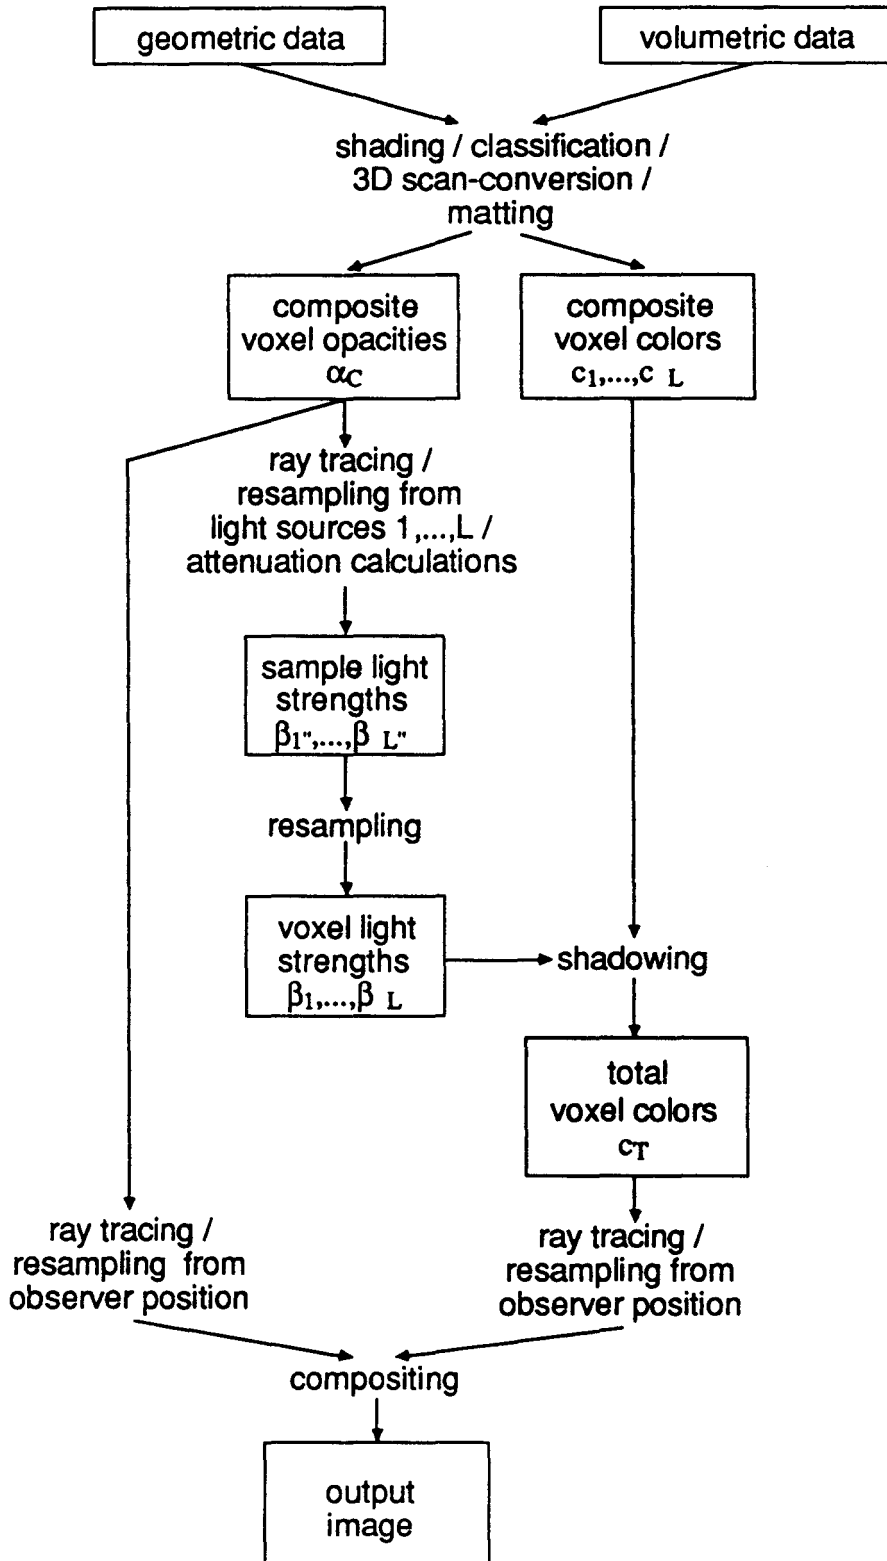 geometric data
volumetric data
shading / classification /
3D scan-conversion /
matting
composite
voxel opacities
αC
composite
voxel colors
c1,...,c L
ray tracing /
resampling from
light sources 1,...,L /
attenuation calculations
sample light
strengths
β1",...,β L"
resampling
voxel light
strengths
β1,...,β L
shadowing
total
voxel colors
cT
ray tracing /
resampling from
observer position
ray tracing /
resampling from
observer position
compositing
output
image